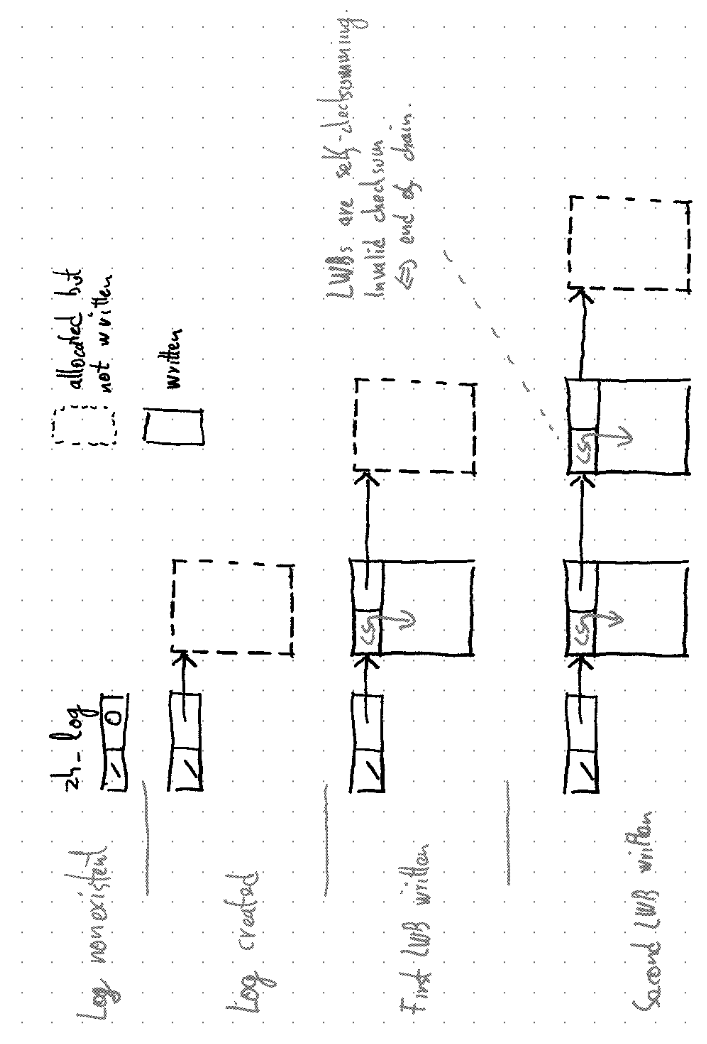 Log nonexistent
zh_log
0
allocated but
not written
written
Log created
First LWB written
CS
LWBs are self-checksumming.
Invalid checksum
<=> end of chain.
Second LWB written
CS
CS